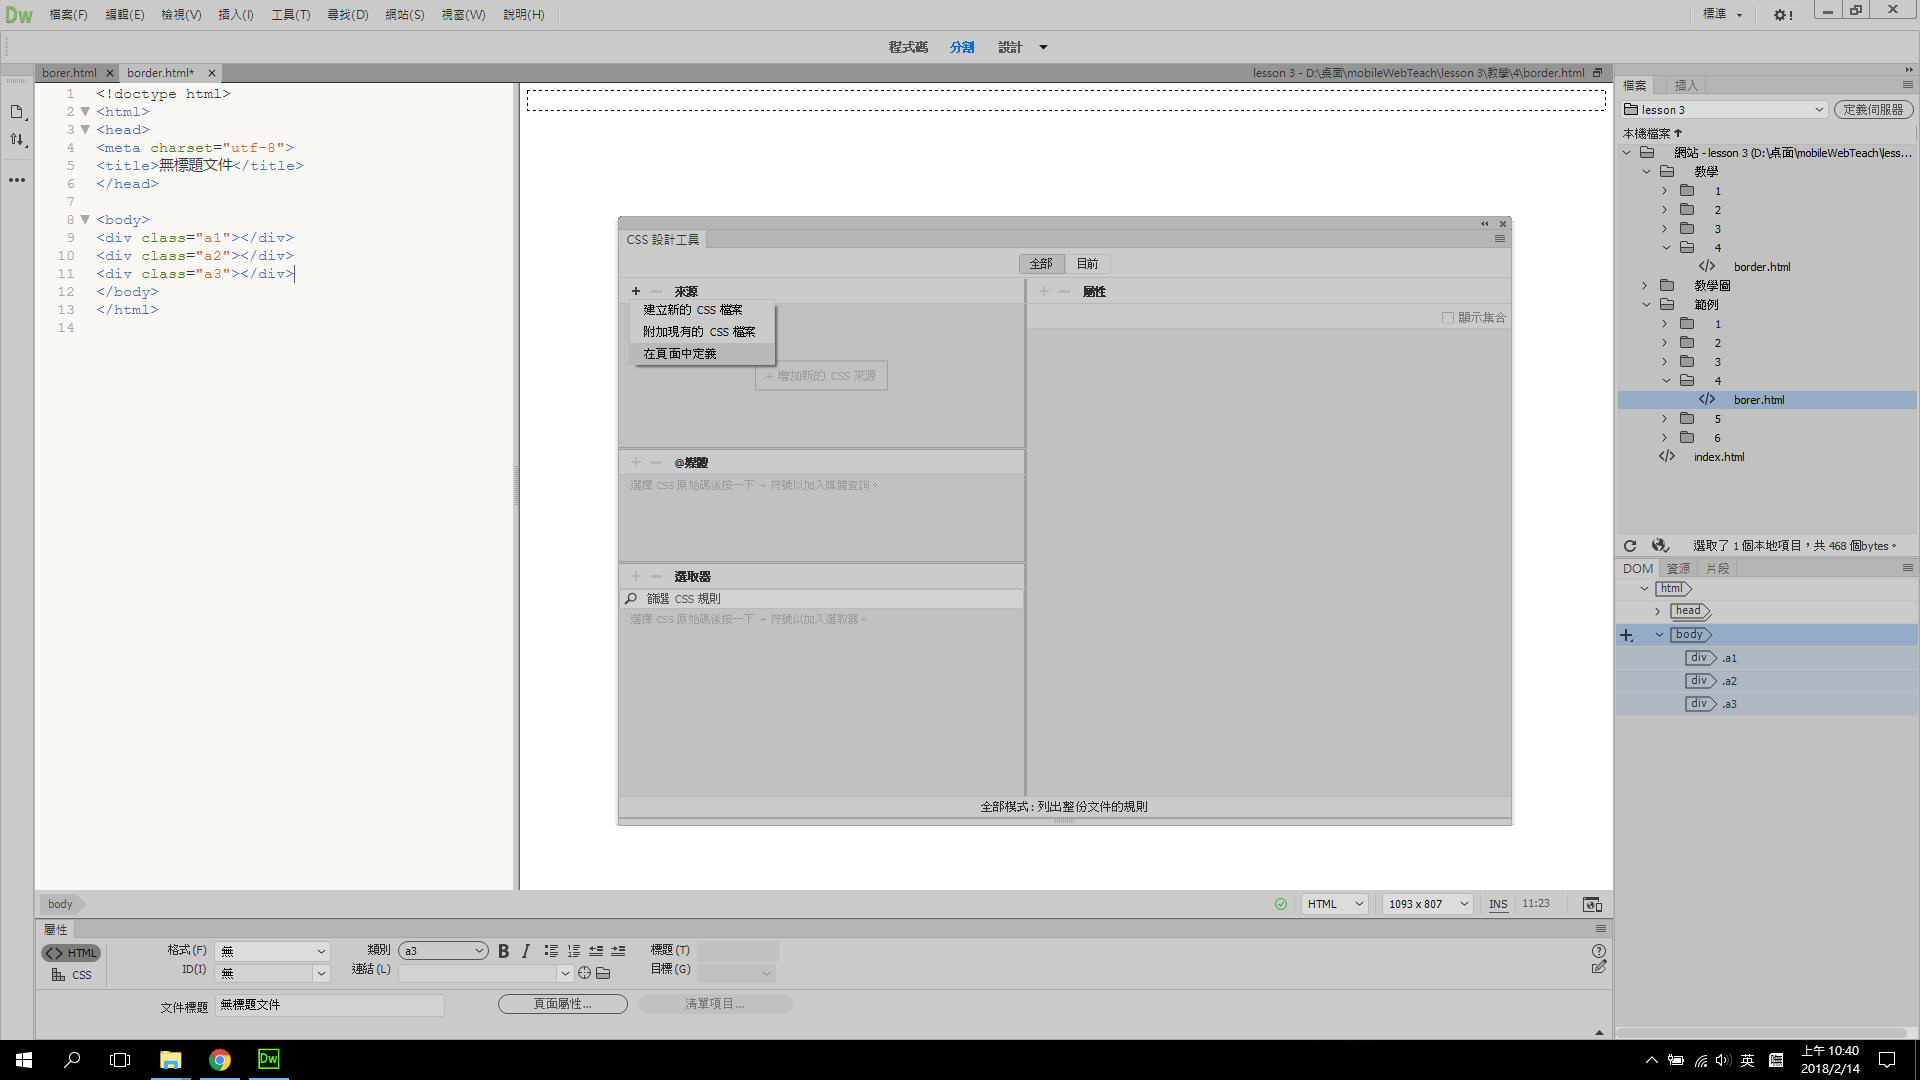 Dw 檔案(F) 編輯(E) 檢視(V) 插入(I) 工具(T) 尋找(D) 網站(S) 視窗(W) 說明(H) 標準
程式碼 分割 設計
borer.html border.html* lesson 3 - D:\桌面\mobileWebTeach\lesson 3\教學\4\border.html
1 <!doctype html>
2 <html>
3 <head>
4 <meta charset="utf-8">
5 <title>無標題文件</title>
6 </head>
7
8 <body>
9 <div class="a1"></div>
10 <div class="a2"></div>
11 <div class="a3"></div>
12 </body>
13 </html>
14
CSS 設計工具
全部 目前
來源
建立新的 CSS 檔案
附加現有的 CSS 檔案
在頁面中定義
+ 增加新的 CSS 來源
屬性
顯示集合
@媒體
選擇 CSS 原始碼後按一下 + 符號以加入媒體查詢。
選取器
篩選 CSS 規則
選擇 CSS 原始碼後按一下 + 符號以加入選取器。
全部模式 : 列出整份文件的規則
檔案 插入
lesson 3 定義伺服器
本機檔案
網站 - lesson 3 (D:\桌面\mobileWebTeach\less...
教學
1
2
3
4
border.html
教學圖
範例
1
2
3
4
borer.html
5
6
index.html
選取了 1 個本地項目，共 468 個bytes。
DOM 資源 片段
html
head
body
div .a1
div .a2
div .a3
body HTML 1093 x 807 INS 11:23
屬性
HTML 格式(F) 無 類別 a3 B I 標題(T)
CSS ID(I) 無 連結(L) 目標(G)
文件標題 無標題文件 頁面屬性... 清單項目...
Dw 英 上午 10:40
2018/2/14